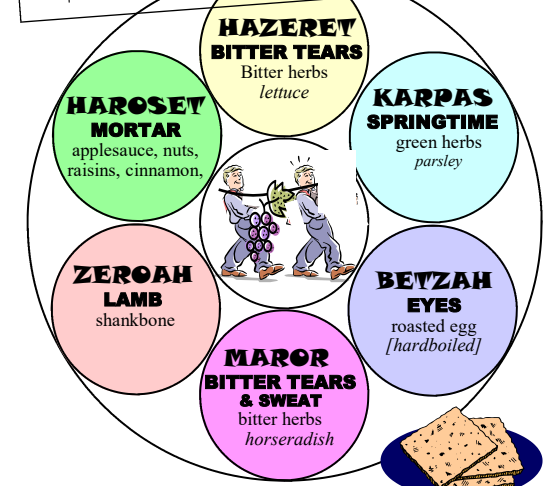 HAZERET
BITTER TEARS
Bitter herbs
lettuce
HAROSET
MORTAR
applesauce, nuts,
raisins, cinnamon,
KARPAS
SPRINGTIME
green herbs
parsley
ZEROAH
LAMB
shankbone
BETZAH
EYES
roasted egg
[hardboiled]
MAROR
BITTER TEARS
& SWEAT
bitter herbs
horseradish